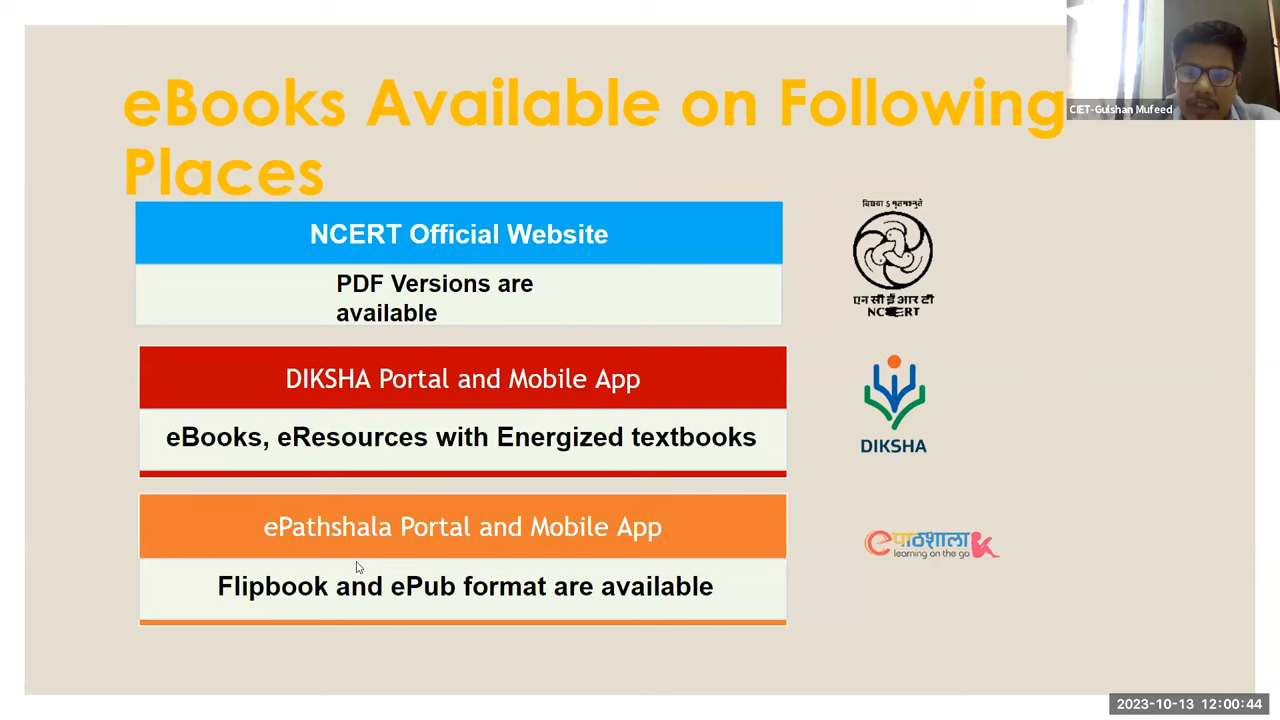 eBooks Available on Following
Places
CIET-Gulshan Mufeed
NCERT Official Website
PDF Versions are
available
एन सी ई आर टी
NCERT
DIKSHA Portal and Mobile App
eBooks, eResources with Energized textbooks
DIKSHA
ePathshala Portal and Mobile App
Flipbook and ePub format are available
eपाठशाला
learning on the go
2023-10-13 12:00:44